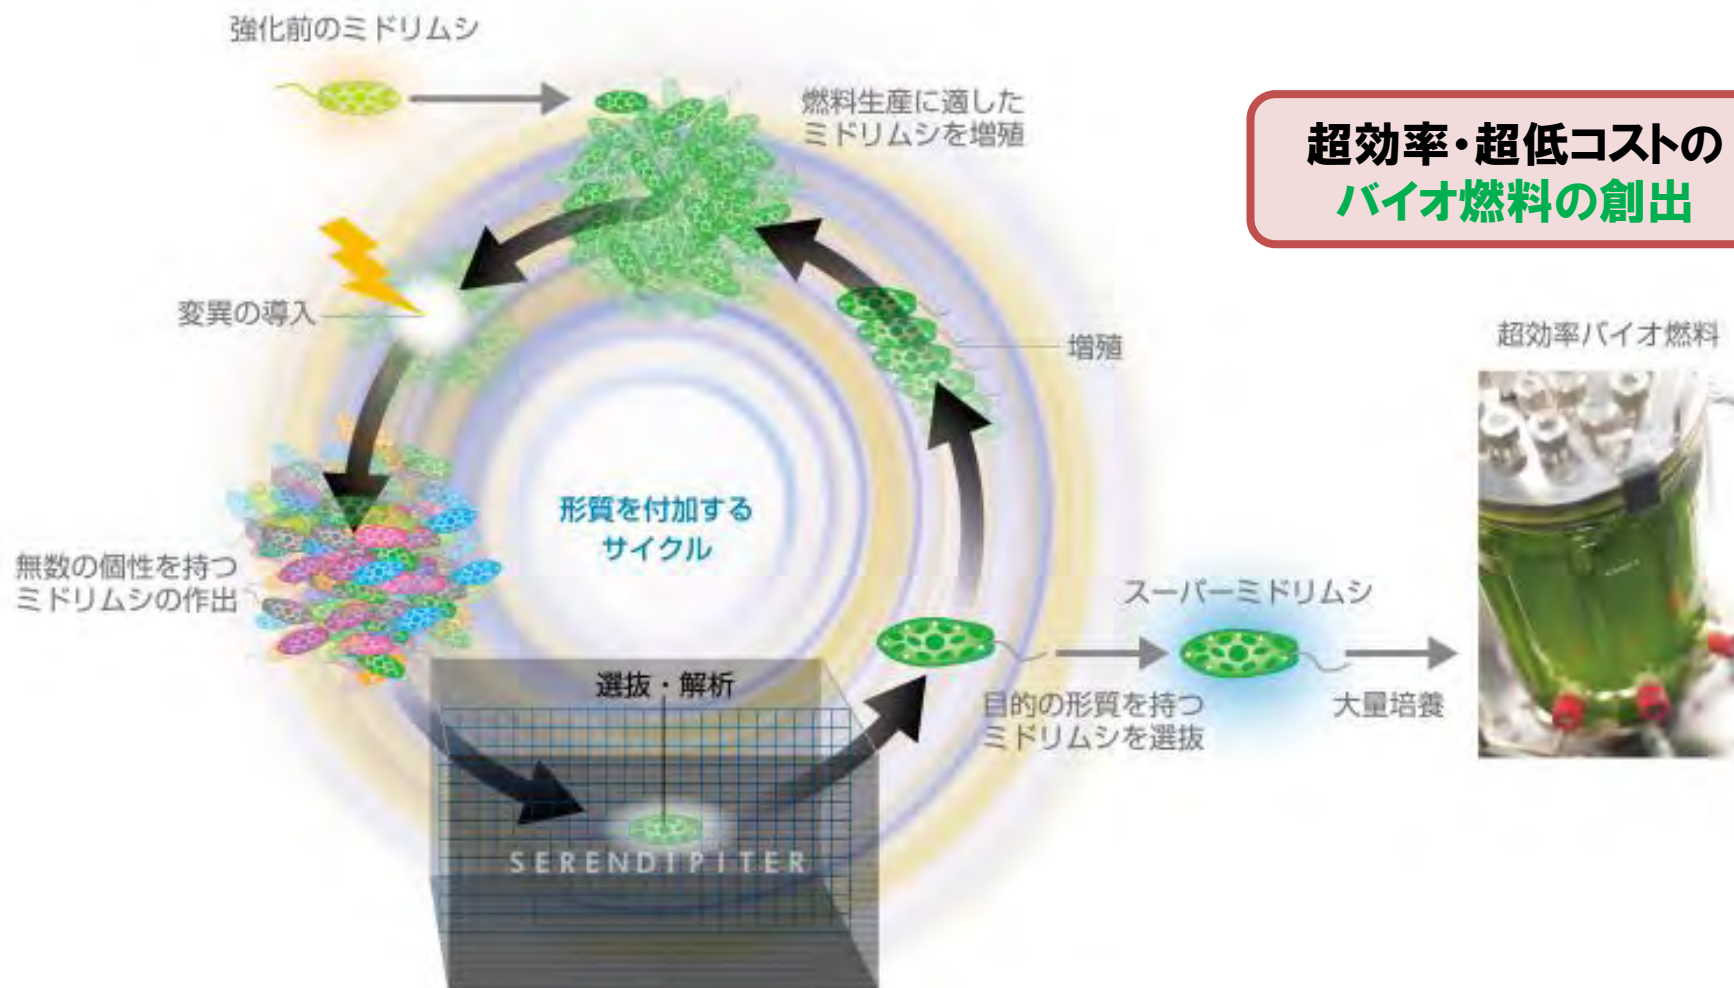 強化前のミドリムシ
燃料生産に適した
ミドリムシを増殖
超効率・超低コストの
バイオ燃料の創出
変異の導入
増殖
超効率バイオ燃料
形質を付加する
サイクル
無数の個性を持つ
ミドリムシの作出
スーパーミドリムシ
選抜・解析
目的の形質を持つ
ミドリムシを選抜
大量培養
SERENDIPITER